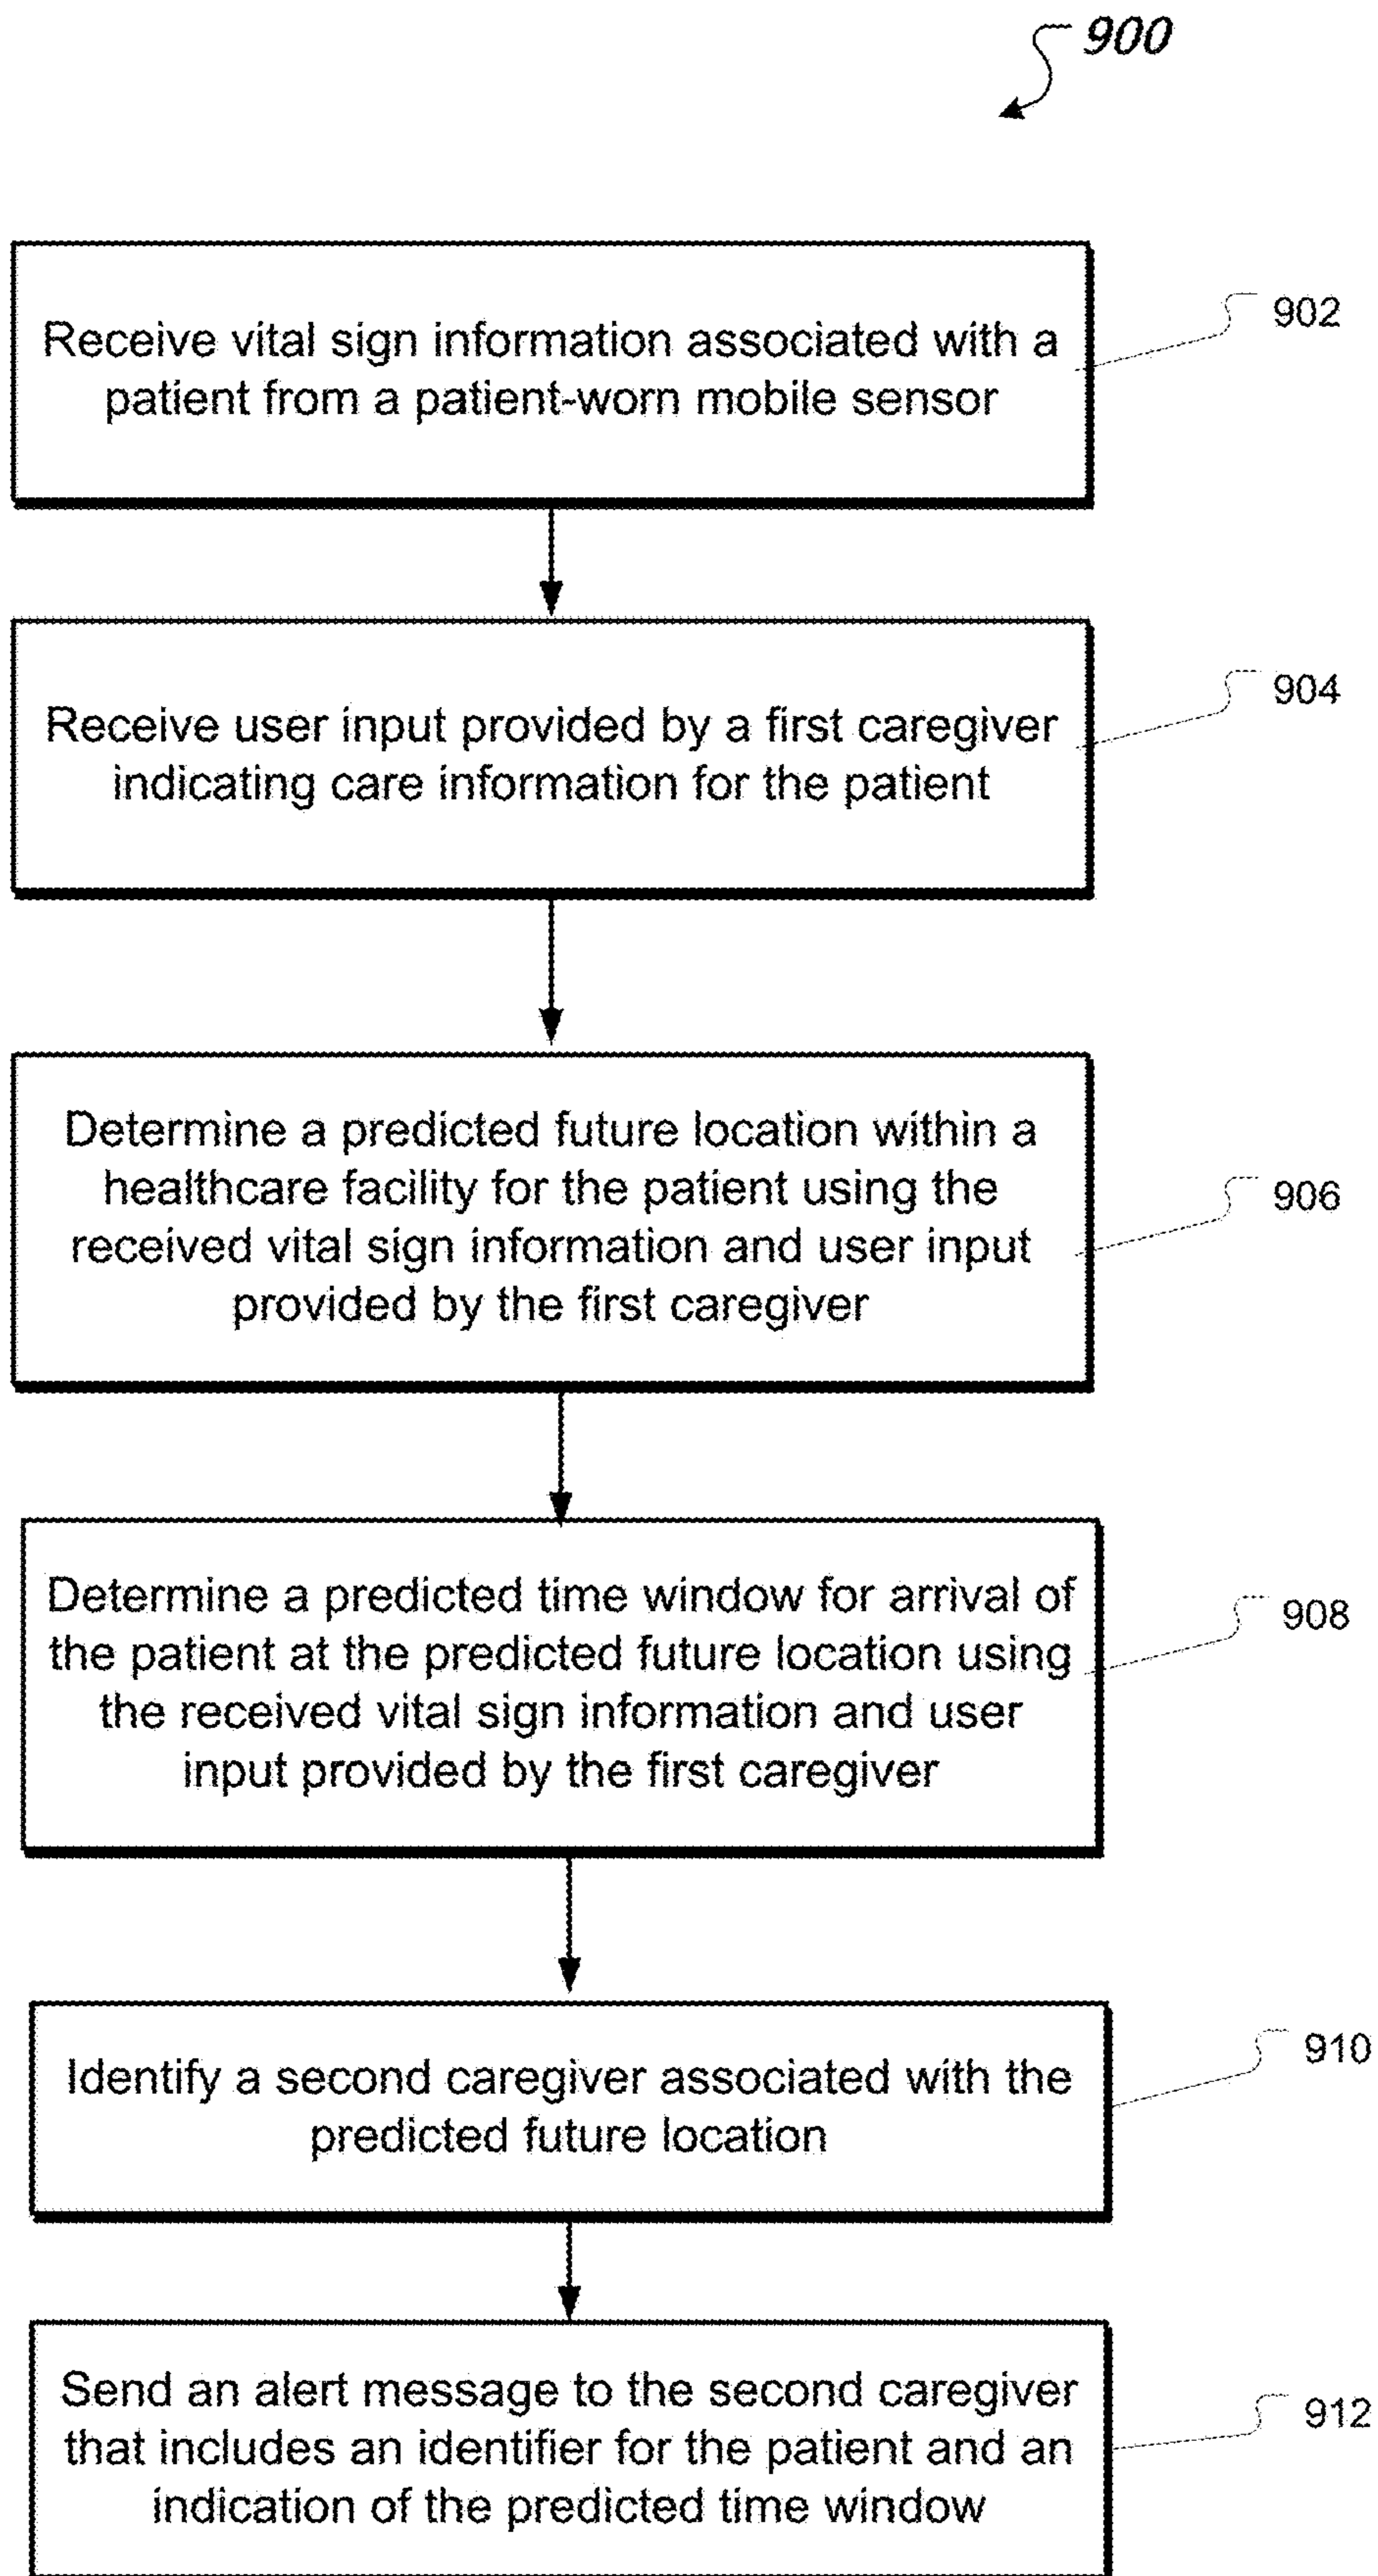 900
Receive vital sign information associated with a
patient from a patient-worn mobile sensor
902
Receive user input provided by a first caregiver
indicating care information for the patient
904
Determine a predicted future location within a
healthcare facility for the patient using the
received vital sign information and user input
provided by the first caregiver
906
Determine a predicted time window for arrival of
the patient at the predicted future location using
the received vital sign information and user
input provided by the first caregiver
908
Identify a second caregiver associated with the
predicted future location
910
Send an alert message to the second caregiver
that includes an identifier for the patient and an
indication of the predicted time window
912